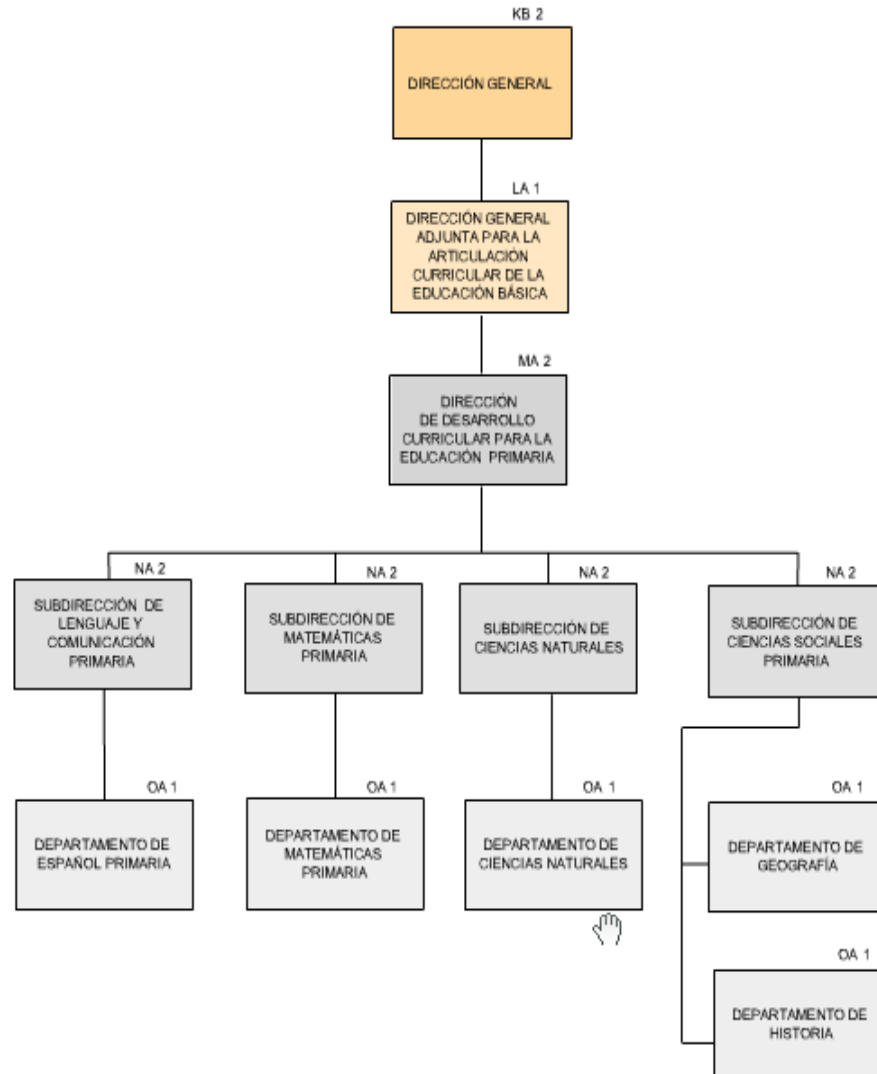 KB 2
DIRECCIÓN GENERAL
LA 1
DIRECCIÓN GENERAL
ADJUNTA PARA LA
ARTICULACIÓN
CURRICULAR DE LA
EDUCACIÓN BÁSICA
MA 2
DIRECCIÓN
DE DESARROLLO
CURRICULAR PARA LA
EDUCACIÓN PRIMARIA
NA 2
SUBDIRECCIÓN DE
LENGUAJE Y
COMUNICACIÓN
PRIMARIA
NA 2
SUBDIRECCIÓN DE
MATEMÁTICAS
PRIMARIA
NA 2
SUBDIRECCIÓN DE
CIENCIAS NATURALES
NA 2
SUBDIRECCIÓN DE
CIENCIAS SOCIALES
PRIMARIA
OA 1
DEPARTAMENTO DE
ESPAÑOL PRIMARIA
OA 1
DEPARTAMENTO DE
MATEMÁTICAS
PRIMARIA
OA 1
DEPARTAMENTO DE
CIENCIAS NATURALES
OA 1
DEPARTAMENTO DE
GEOGRAFÍA
OA 1
DEPARTAMENTO DE
HISTORIA